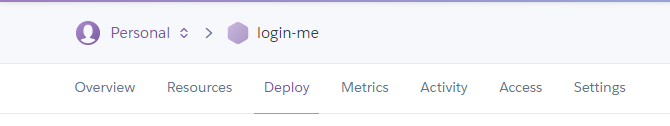 Personal login-me
Overview Resources Deploy Metrics Activity Access Settings